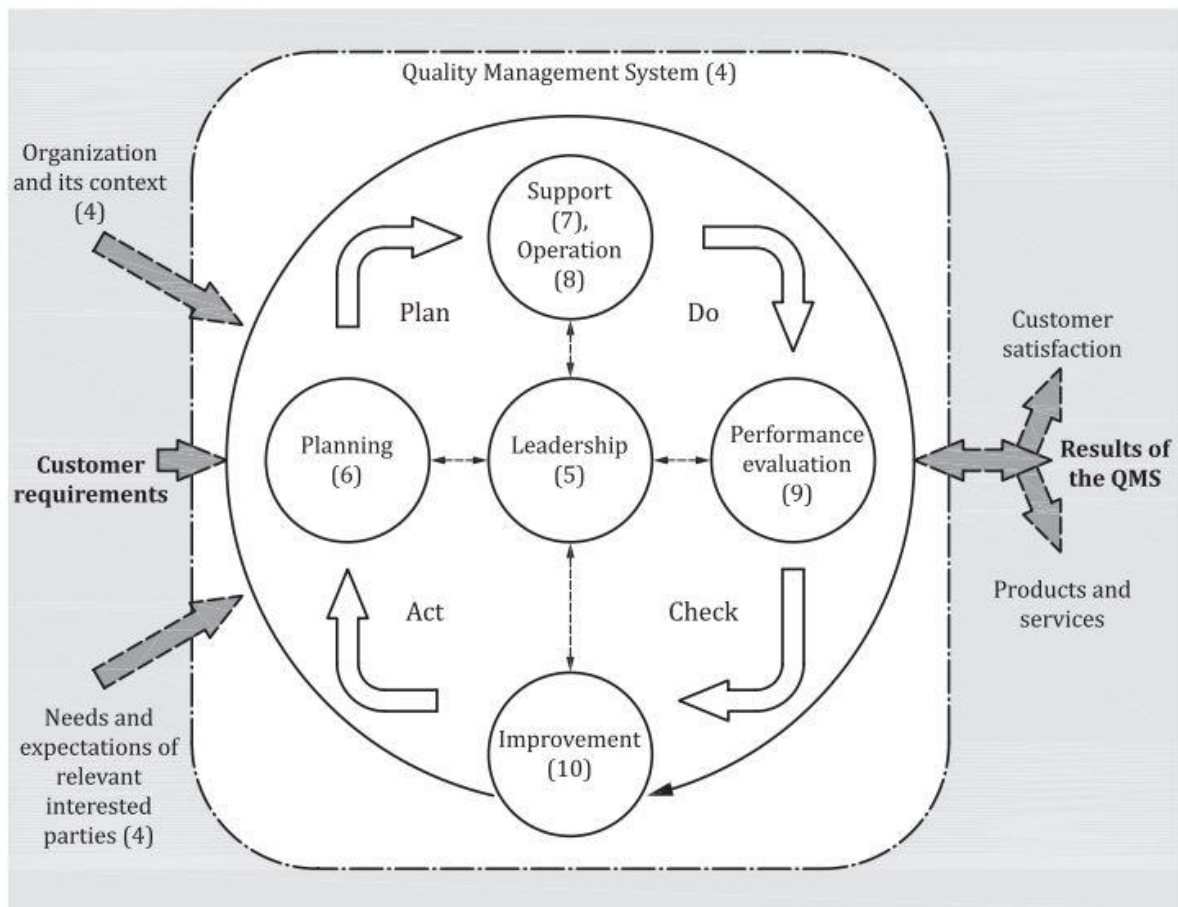 Quality Management System (4)
Organization
and its context
(4)
Support
(7),
Operation
(8)
Plan
Do
Customer
satisfaction
Planning
(6)
Leadership
(5)
Performance
evaluation
(9)
Customer
requirements
Results of
the QMS
Act
Check
Products and
services
Needs and
expectations of
relevant
interested
parties (4)
Improvement
(10)